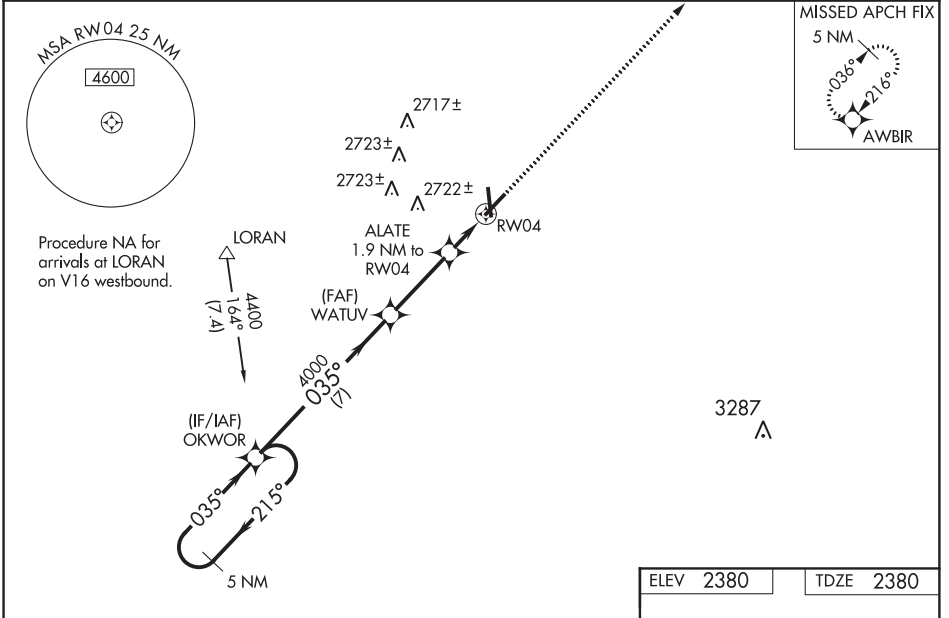 MSA RW04 25 NM
4600
Procedure NA for
arrivals at LORAN
on V16 westbound.
LORAN
4400
164°
(7.4)
2717±
2723±
2723±
2722±
RW04
ALATE
1.9 NM to
RW04
(FAF)
WATUV
4000
035°
(7)
(IF/IAF)
OKWOR
035°
215°
5 NM
3287
MISSED APCH FIX
5 NM
036°
216°
AWBIR
ELEV 2380
TDZE 2380